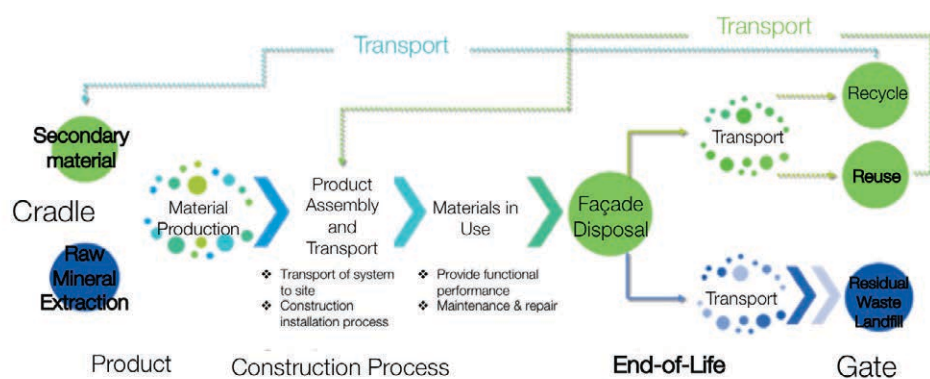 Transport
Transport
Recycle
Secondary
material
Transport
Reuse
Cradle
Material
Production
Product
Assembly
and
Transport
Materials in
Use
Façade
Disposal
Raw
Mineral
Extraction
❖ Transport of system
to site
❖ Construction
installation process
❖ Provide functional
performance
❖ Maintenance & repair
Transport
Residual
Waste
Landfill
Product
Construction Process
End-of-Life
Gate